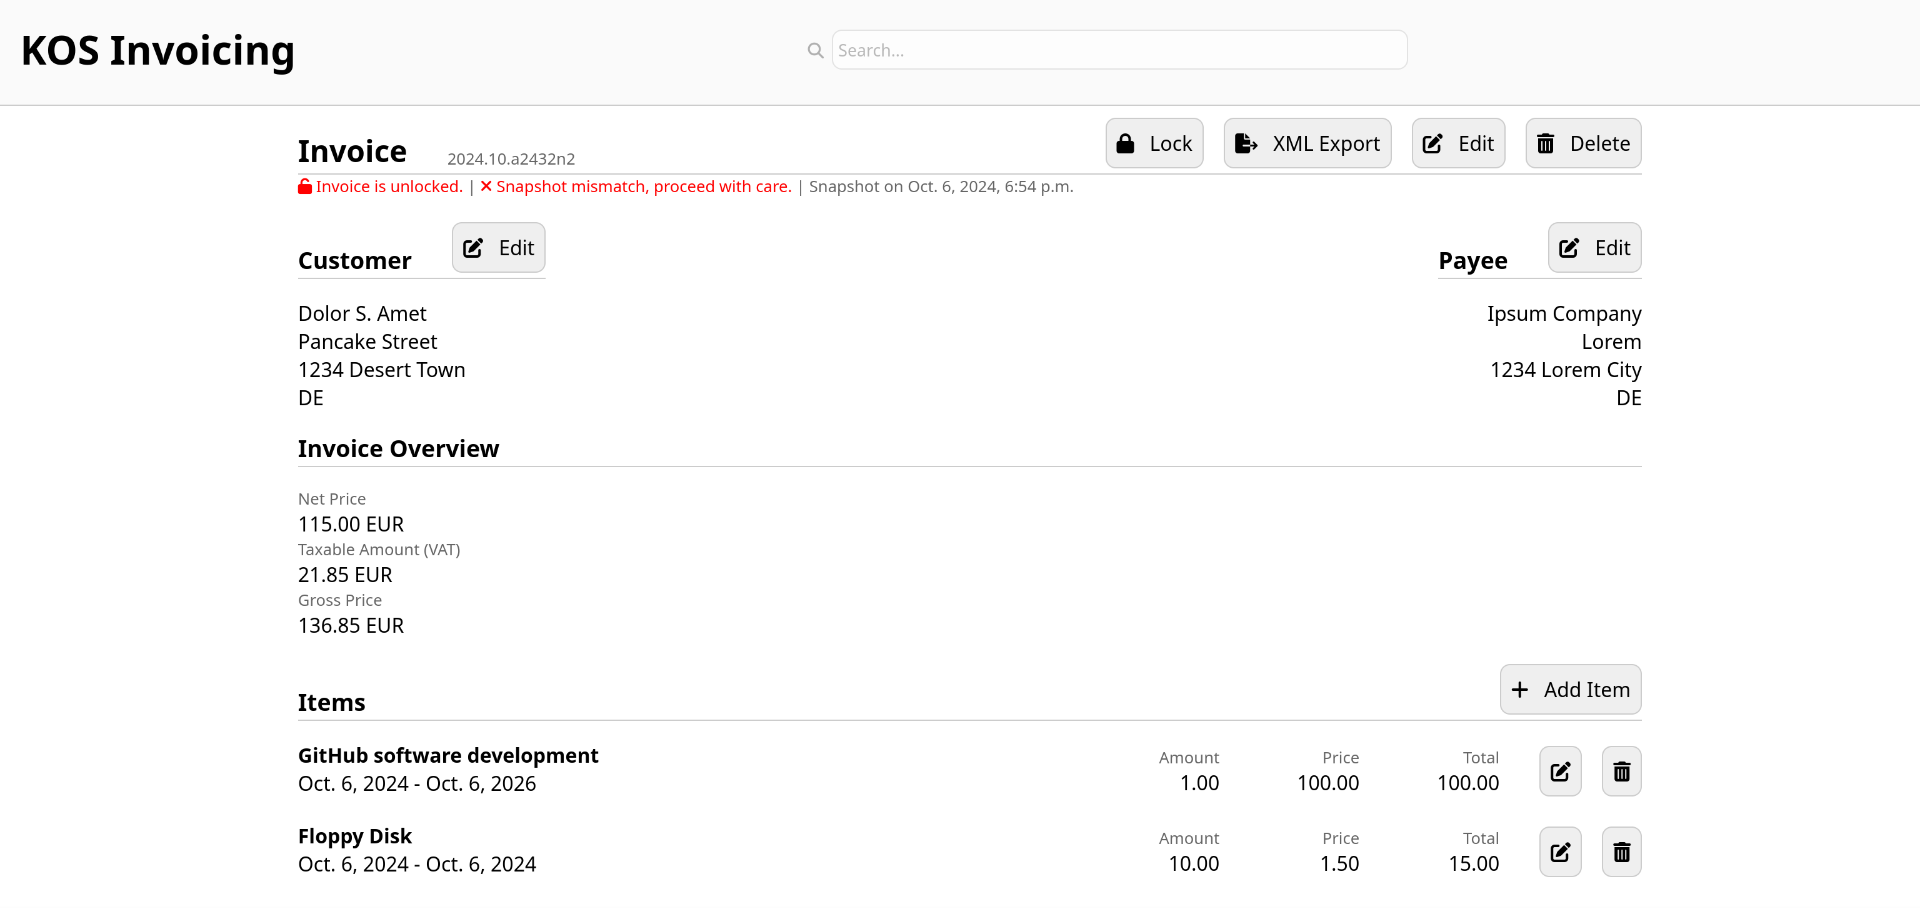 KOS Invoicing
Search...
Invoice 2024.10.a2432n2 Lock XML Export Edit Delete
Invoice is unlocked. | Snapshot mismatch, proceed with care. | Snapshot on Oct. 6, 2024, 6:54 p.m.
Customer Edit
Dolor S. Amet
Pancake Street
1234 Desert Town
DE
Payee Edit
Ipsum Company
Lorem
1234 Lorem City
DE
Invoice Overview
Net Price
115.00 EUR
Taxable Amount (VAT)
21.85 EUR
Gross Price
136.85 EUR
Items Add Item
GitHub software development
Oct. 6, 2024 - Oct. 6, 2026
Amount Price Total
1.00 100.00 100.00
Floppy Disk
Oct. 6, 2024 - Oct. 6, 2024
Amount Price Total
10.00 1.50 15.00